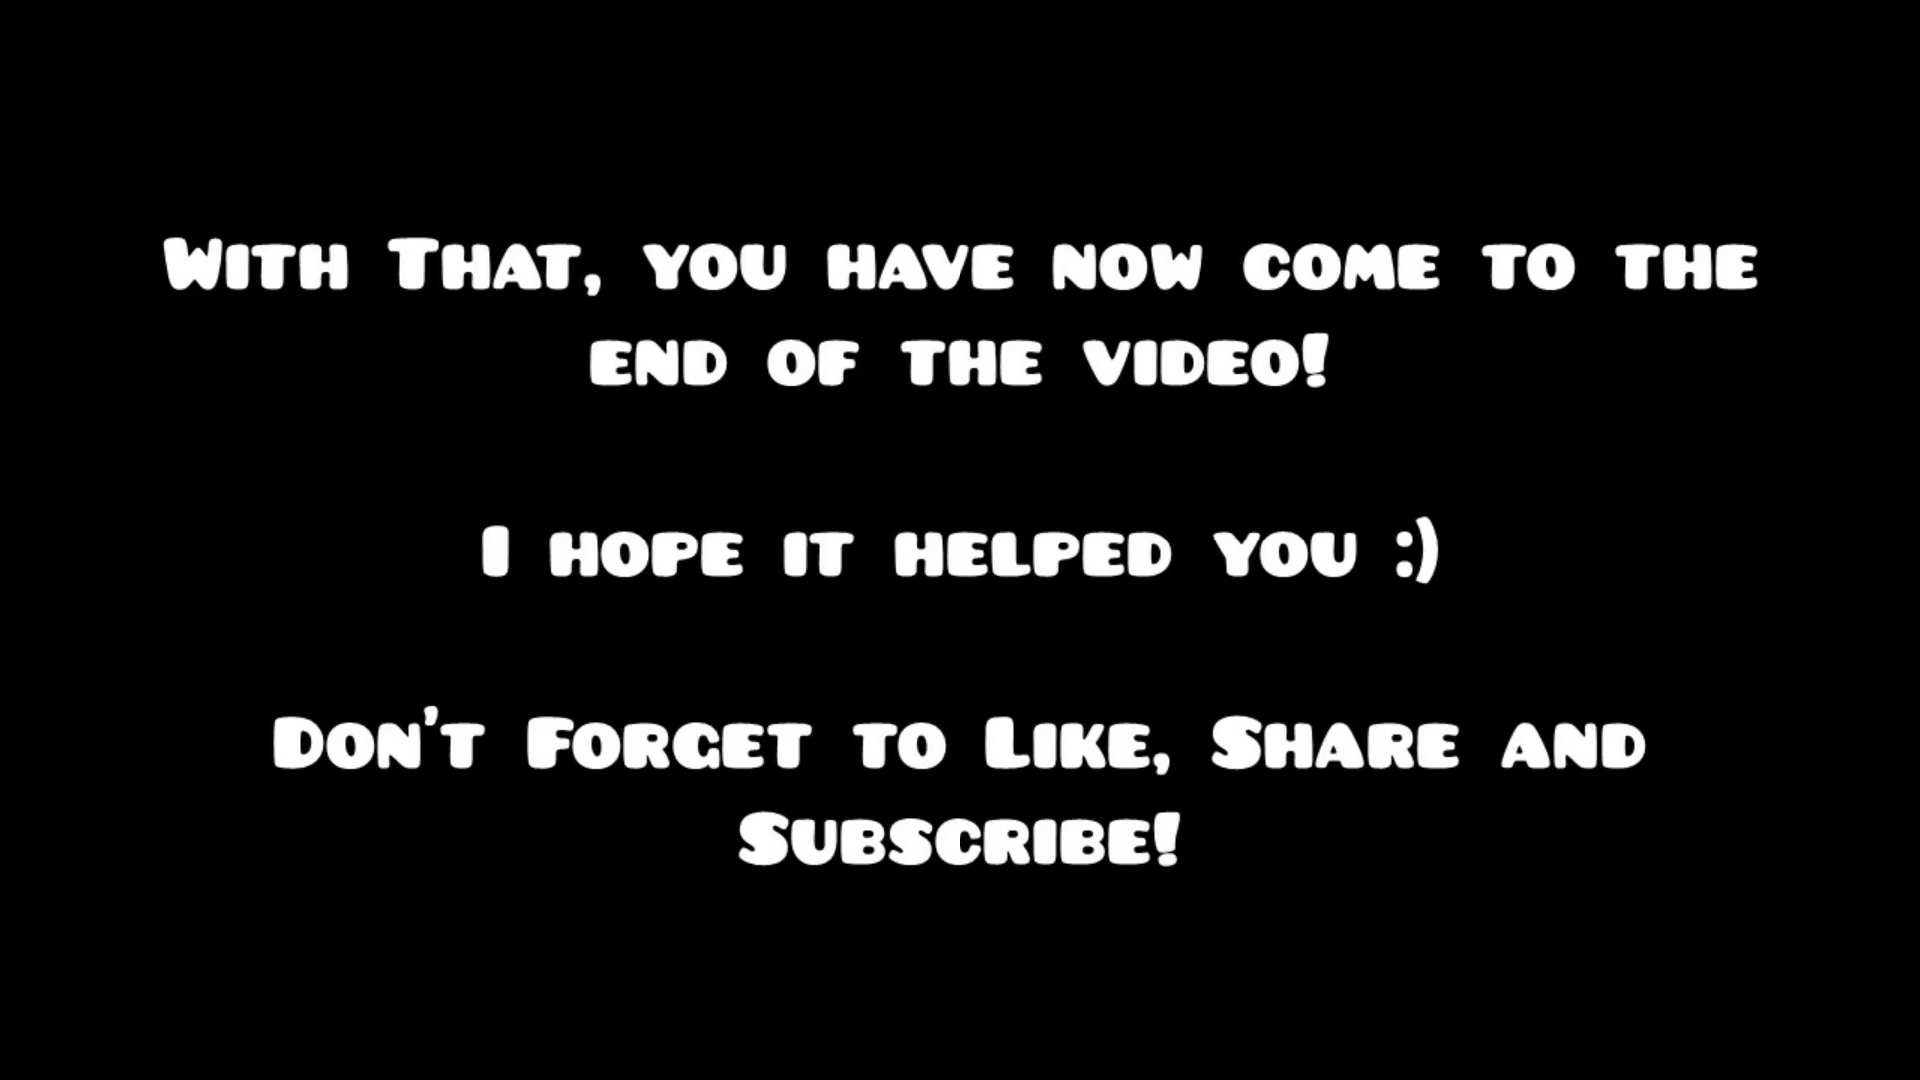 With That, you have now come to the
end of the video!
I hope it helped you :)
Don't Forget to Like, Share and
Subscribe!